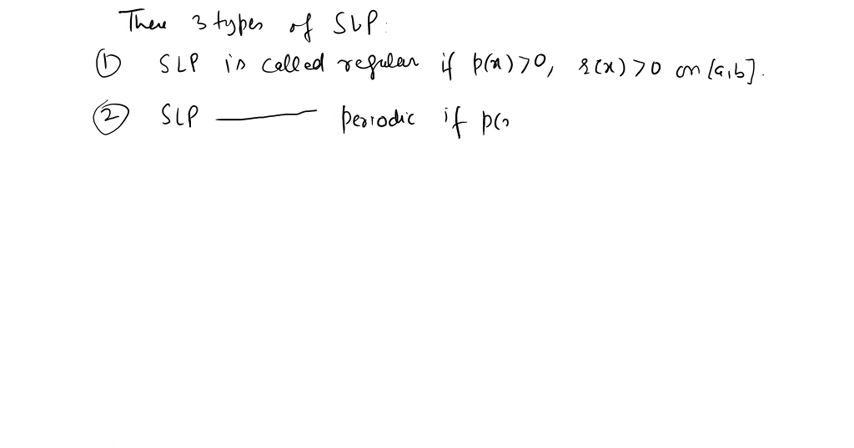 There 3 types of SLP:
① SLP is called regular if p(x)>0, r(x)>0 on [a,b].
② SLP ——— periodic if p(